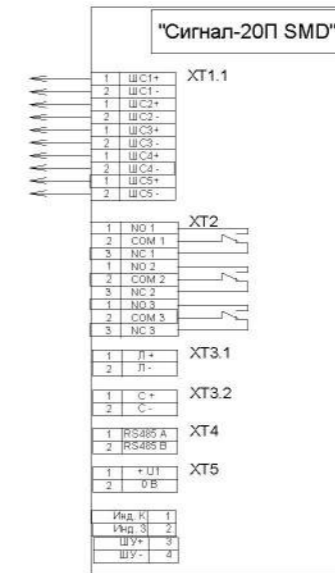 "Сигнал-20П SMD"
XT1.1
1 ШС1+
2 ШС1 -
1 ШС2+
2 ШС2 -
1 ШС3+
2 ШС3 -
1 ШС4+
2 ШС4 -
1 ШС5+
2 ШС5 -
XT2
1 NO 1
2 COM 1
3 NC 1
1 NO 2
2 COM 2
3 NC 2
1 NO 3
2 COM 3
3 NC 3
XT3.1
1 Л +
2 Л -
XT3.2
1 С +
2 С -
XT4
1 RS485 A
2 RS485 B
XT5
1 + U1
2 0 В
Инд. К 1
Инд. З 2
ШУ+ 3
ШУ - 4